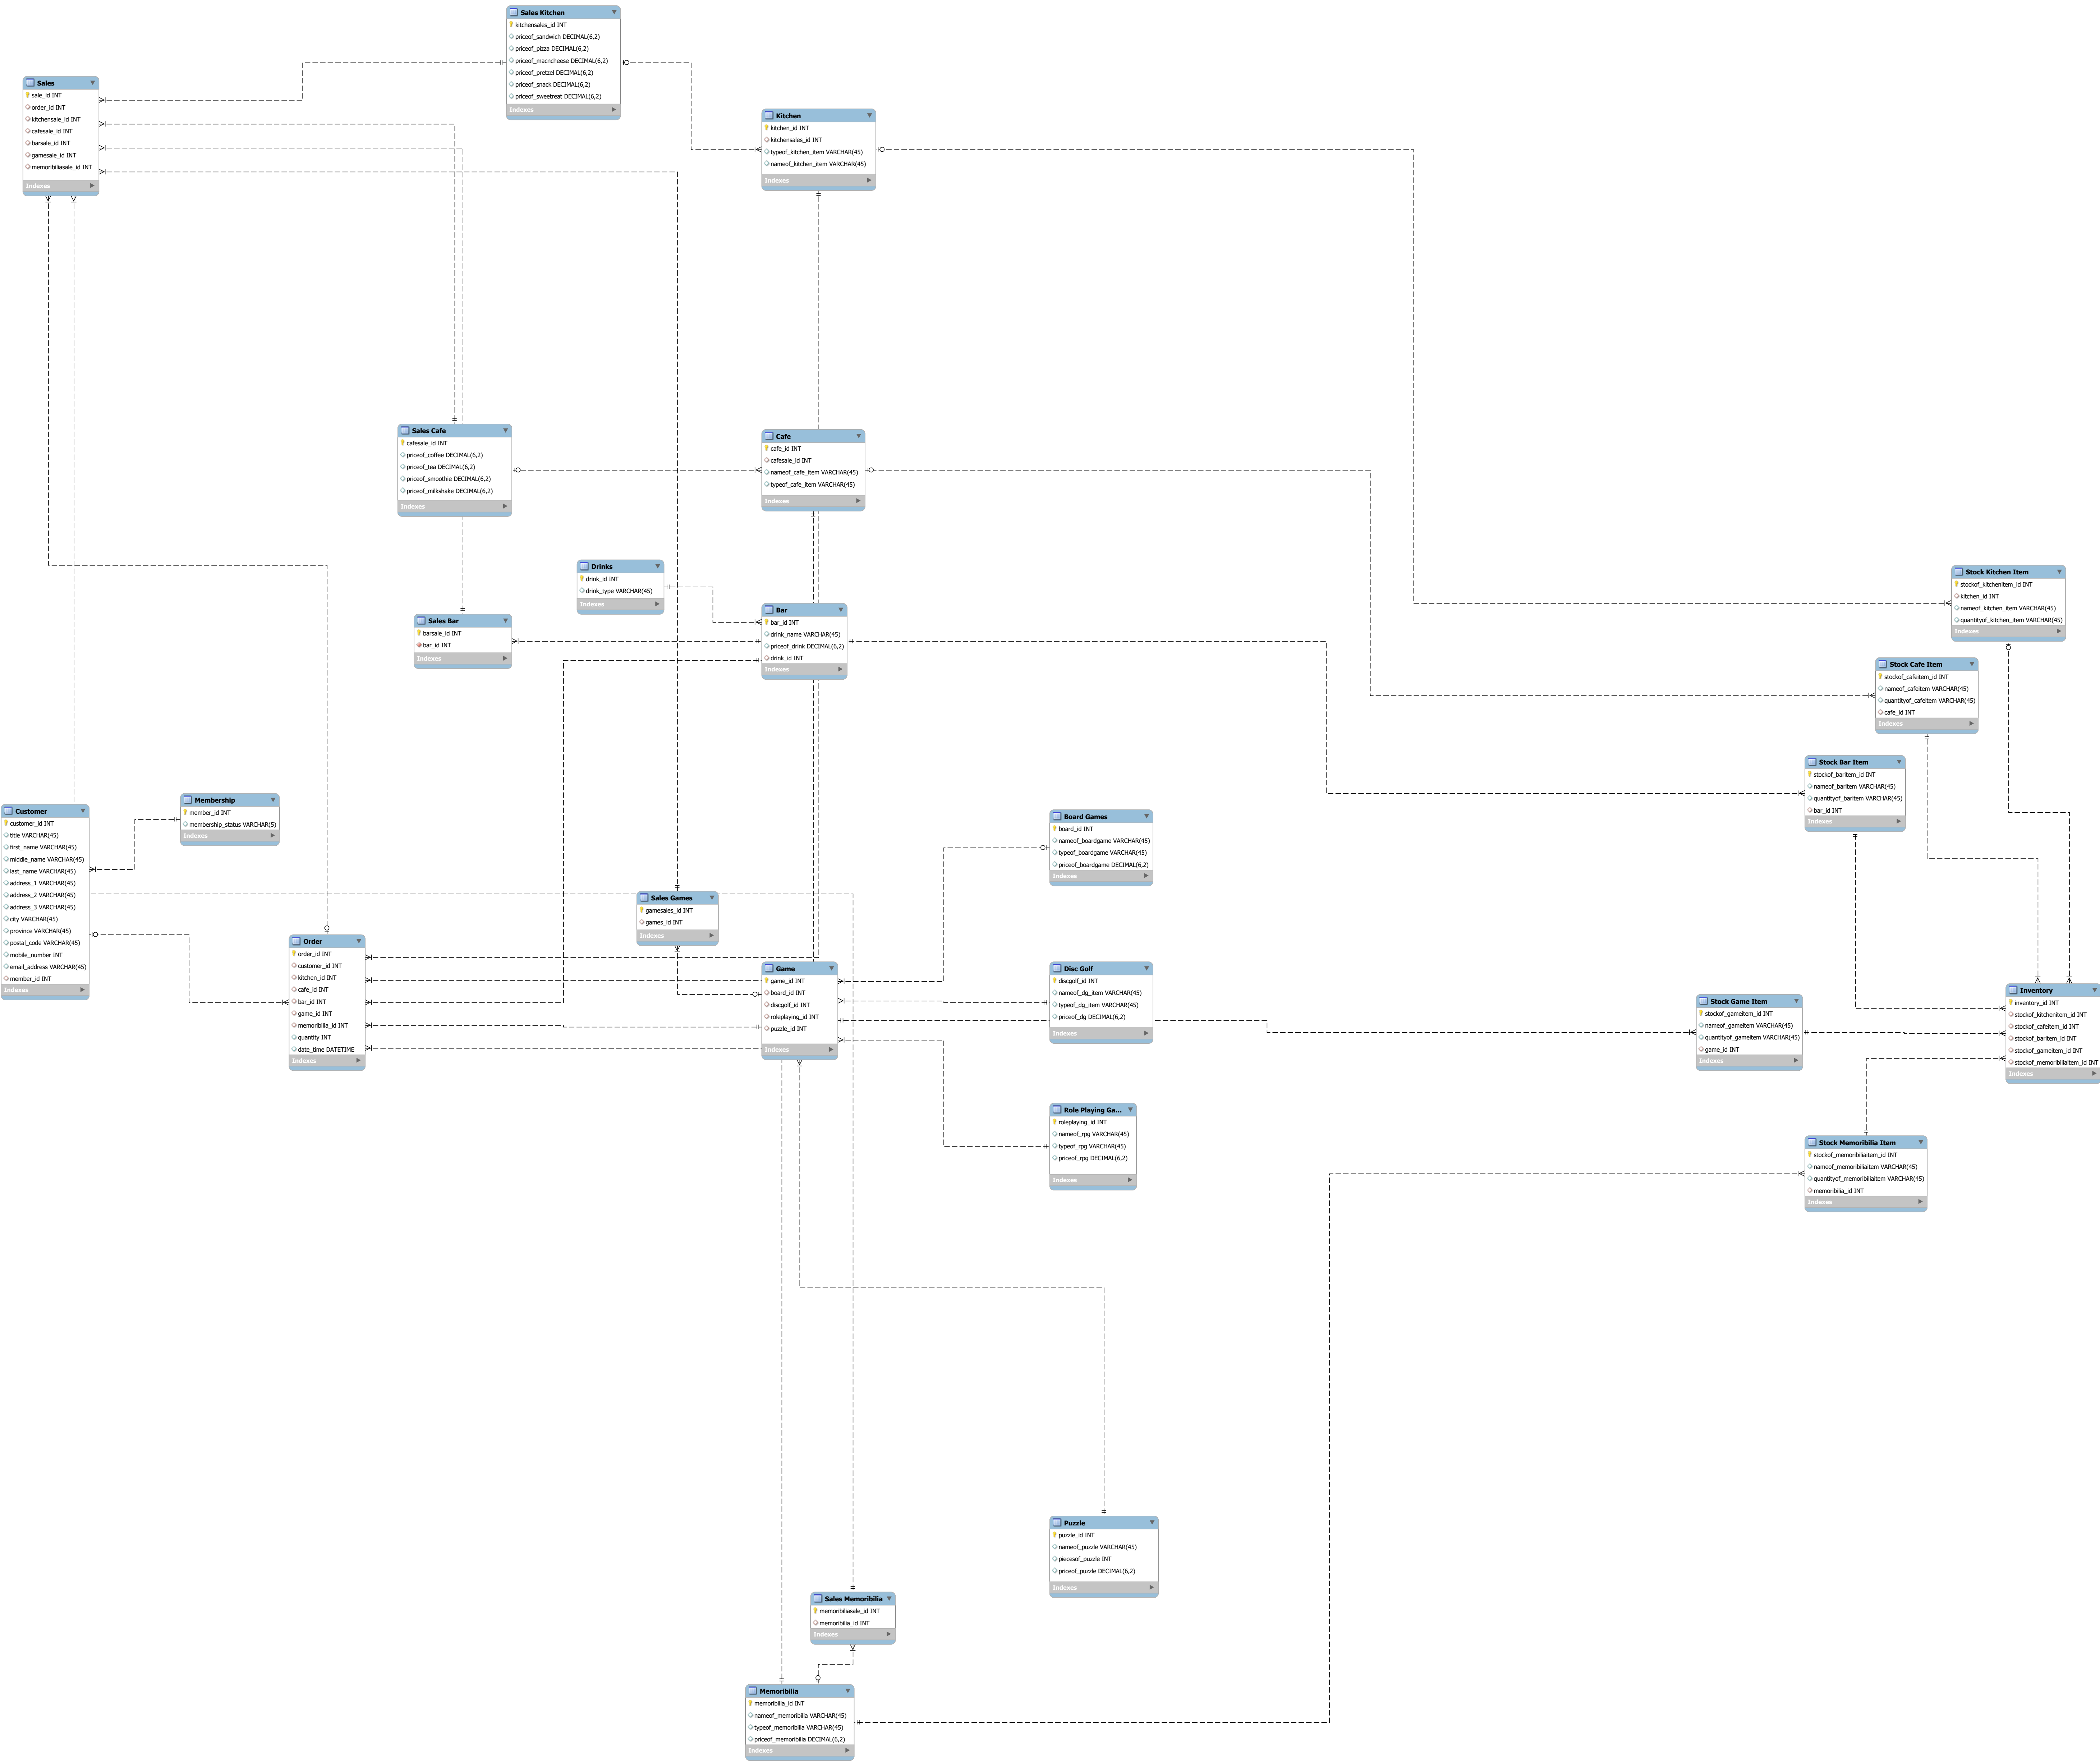 Sales Kitchen
kitchensales_id INT
priceof_sandwich DECIMAL(6,2)
priceof_pizza DECIMAL(6,2)
priceof_macncheese DECIMAL(6,2)
priceof_pretzel DECIMAL(6,2)
priceof_snack DECIMAL(6,2)
priceof_sweetreat DECIMAL(6,2)
Indexes
Sales
sale_id INT
order_id INT
kitchensale_id INT
cafesale_id INT
barsale_id INT
gamesale_id INT
memoribiliasale_id INT
Indexes
Kitchen
kitchen_id INT
kitchensales_id INT
typeof_kitchen_item VARCHAR(45)
nameof_kitchen_item VARCHAR(45)
Indexes
Sales Cafe
cafesale_id INT
priceof_coffee DECIMAL(6,2)
priceof_tea DECIMAL(6,2)
priceof_smoothie DECIMAL(6,2)
priceof_milkshake DECIMAL(6,2)
Indexes
Cafe
cafe_id INT
cafesale_id INT
nameof_cafe_item VARCHAR(45)
typeof_cafe_item VARCHAR(45)
Indexes
Drinks
drink_id INT
drink_type VARCHAR(45)
Indexes
Sales Bar
barsale_id INT
bar_id INT
Indexes
Bar
bar_id INT
drink_name VARCHAR(45)
priceof_drink DECIMAL(6,2)
drink_id INT
Indexes
Stock Kitchen Item
stockof_kitchenitem_id INT
kitchen_id INT
nameof_kitchen_item VARCHAR(45)
quantityof_kitchen_item VARCHAR(45)
Indexes
Stock Cafe Item
stockof_cafeitem_id INT
nameof_cafeitem VARCHAR(45)
quantityof_cafeitem VARCHAR(45)
cafe_id INT
Indexes
Stock Bar Item
stockof_baritem_id INT
nameof_baritem VARCHAR(45)
quantityof_baritem VARCHAR(45)
bar_id INT
Indexes
Customer
customer_id INT
title VARCHAR(45)
first_name VARCHAR(45)
middle_name VARCHAR(45)
last_name VARCHAR(45)
address_1 VARCHAR(45)
address_2 VARCHAR(45)
address_3 VARCHAR(45)
city VARCHAR(45)
province VARCHAR(45)
postal_code VARCHAR(45)
mobile_number INT
email_address VARCHAR(45)
member_id INT
Indexes
Membership
member_id INT
membership_status VARCHAR(5)
Indexes
Order
order_id INT
customer_id INT
kitchen_id INT
cafe_id INT
bar_id INT
game_id INT
memoribilia_id INT
quantity INT
date_time DATETIME
Indexes
Sales Games
gamesales_id INT
games_id INT
Indexes
Game
game_id INT
board_id INT
discgolf_id INT
roleplaying_id INT
puzzle_id INT
Indexes
Board Games
board_id INT
nameof_boardgame VARCHAR(45)
typeof_boardgame VARCHAR(45)
priceof_boardgame DECIMAL(6,2)
Indexes
Disc Golf
discgolf_id INT
nameof_dg_item VARCHAR(45)
typeof_dg_item VARCHAR(45)
priceof_dg DECIMAL(6,2)
Indexes
Role Playing Ga...
roleplaying_id INT
nameof_rpg VARCHAR(45)
typeof_rpg VARCHAR(45)
priceof_rpg DECIMAL(6,2)
Indexes
Stock Game Item
stockof_gameitem_id INT
nameof_gameitem VARCHAR(45)
quantityof_gameitem VARCHAR(45)
game_id INT
Indexes
Inventory
inventory_id INT
stockof_kitchenitem_id INT
stockof_cafeitem_id INT
stockof_baritem_id INT
stockof_gameitem_id INT
stockof_memoribiliaitem_id INT
Indexes
Stock Memoribilia Item
stockof_memoribiliaitem_id INT
nameof_memoribiliaitem VARCHAR(45)
quantityof_memoribiliaitem VARCHAR(45)
memoribilia_id INT
Indexes
Puzzle
puzzle_id INT
nameof_puzzle VARCHAR(45)
piecesof_puzzle INT
priceof_puzzle DECIMAL(6,2)
Indexes
Sales Memoribilia
memoribiliasale_id INT
memoribilia_id INT
Indexes
Memoribilia
memoribilia_id INT
nameof_memoribilia VARCHAR(45)
typeof_memoribilia VARCHAR(45)
priceof_memoribilia DECIMAL(6,2)
Indexes